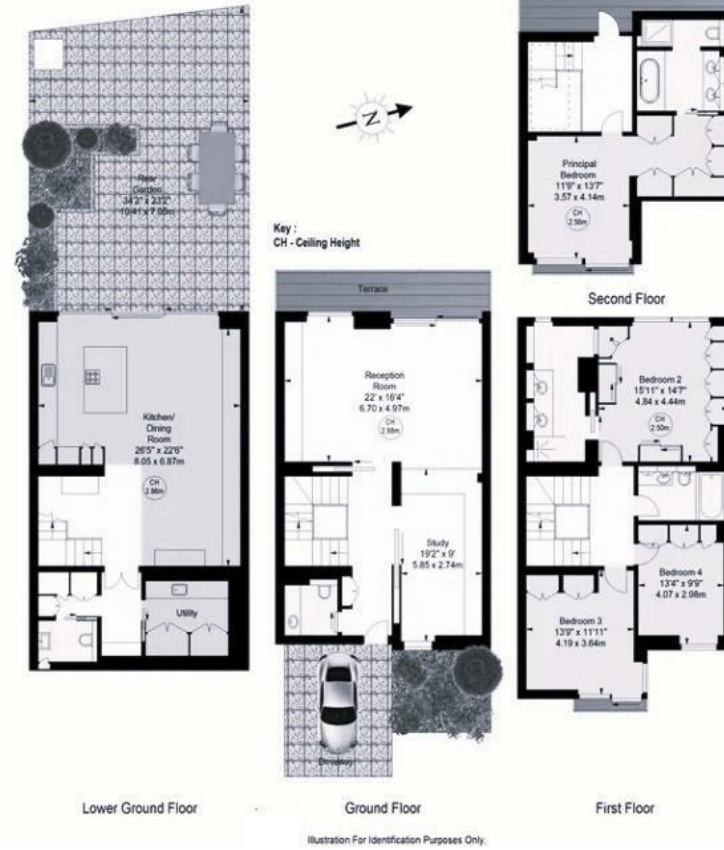 Rear
Garden
34'2" x 23'2"
10.41 x 7.06m
N
Key :
CH - Ceiling Height
Principal
Bedroom
11'9" x 13'7"
3.57 x 4.14m
CH
2.56m
Second Floor
Terrace
Kitchen/
Dining
Room
26'5" x 22'6"
8.05 x 6.87m
CH
2.86m
Utility
Reception
Room
22' x 16'4"
6.70 x 4.97m
CH
2.88m
Study
19'2" x 9'
5.85 x 2.74m
Driveway
Bedroom 2
15'11" x 14'7"
4.84 x 4.44m
CH
2.50m
Bedroom 4
13'4" x 9'9"
4.07 x 2.98m
Bedroom 3
13'9" x 11'11"
4.19 x 3.64m
Lower Ground Floor
Ground Floor
First Floor
Illustration For Identification Purposes Only.